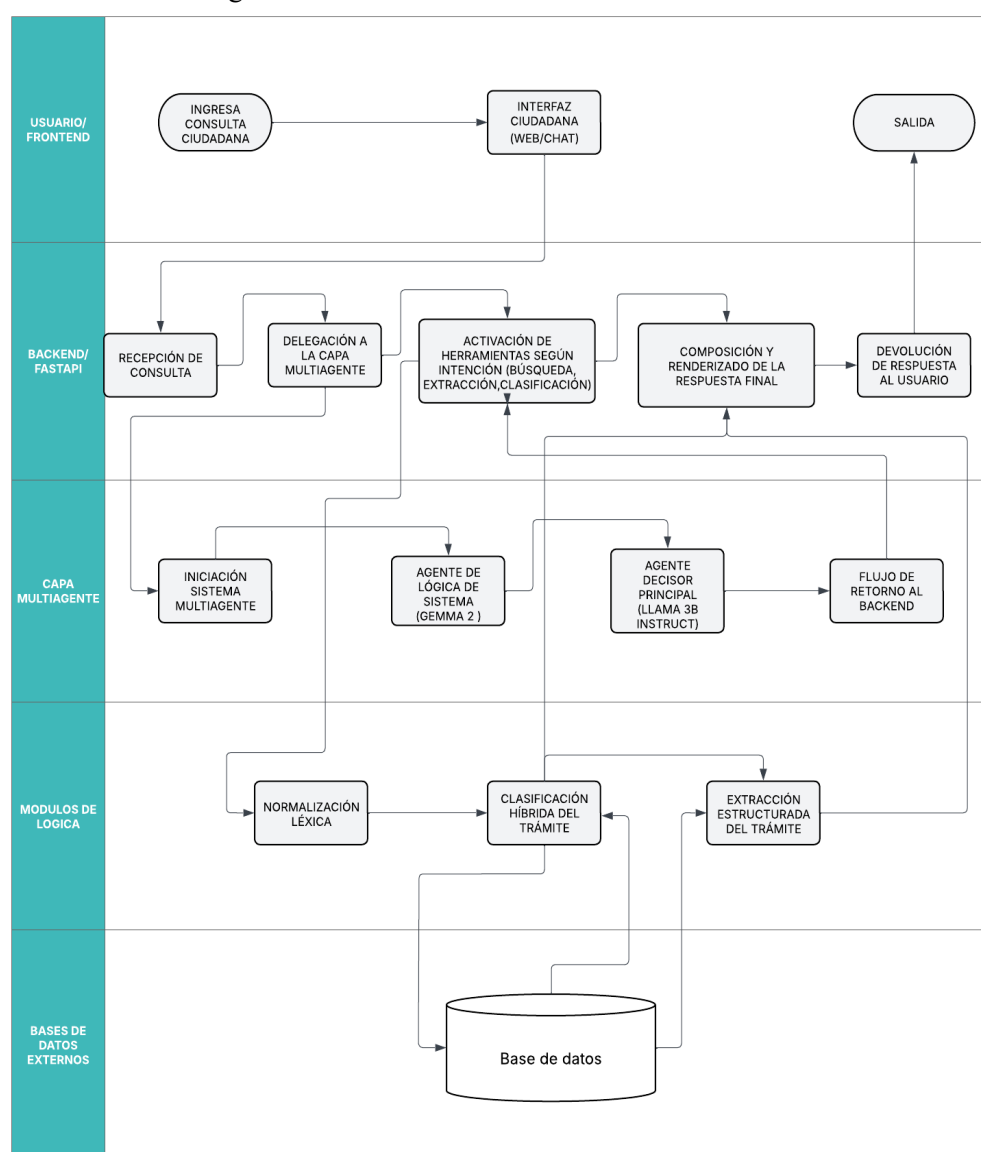 USUARIO/
FRONTEND
INGRESA
CONSULTA
CIUDADANA
INTERFAZ
CIUDADANA
(WEB/CHAT)
SALIDA
BACKEND/
FASTAPI
RECEPCIÓN DE
CONSULTA
DELEGACIÓN A
LA CAPA
MULTIAGENTE
ACTIVACIÓN DE
HERRAMIENTAS SEGÚN
INTENCIÓN (BÚSQUEDA,
EXTRACCIÓN,CLASIFICACIÓN)
COMPOSICIÓN Y
RENDERIZADO DE LA
RESPUESTA FINAL
DEVOLUCIÓN
DE RESPUESTA
AL USUARIO
CAPA
MULTIAGENTE
INICIACIÓN
SISTEMA
MULTIAGENTE
AGENTE DE
LÓGICA DE
SISTEMA
(GEMMA 2 )
AGENTE
DECISOR
PRINCIPAL
(LLAMA 3B
INSTRUCT)
FLUJO DE
RETORNO AL
BACKEND
MODULOS DE
LOGICA
NORMALIZACIÓN
LÉXICA
CLASIFICACIÓN
HÍBRIDA DEL
TRÁMITE
EXTRACCIÓN
ESTRUCTURADA
DEL TRÁMITE
BASES DE
DATOS
EXTERNOS
Base de datos